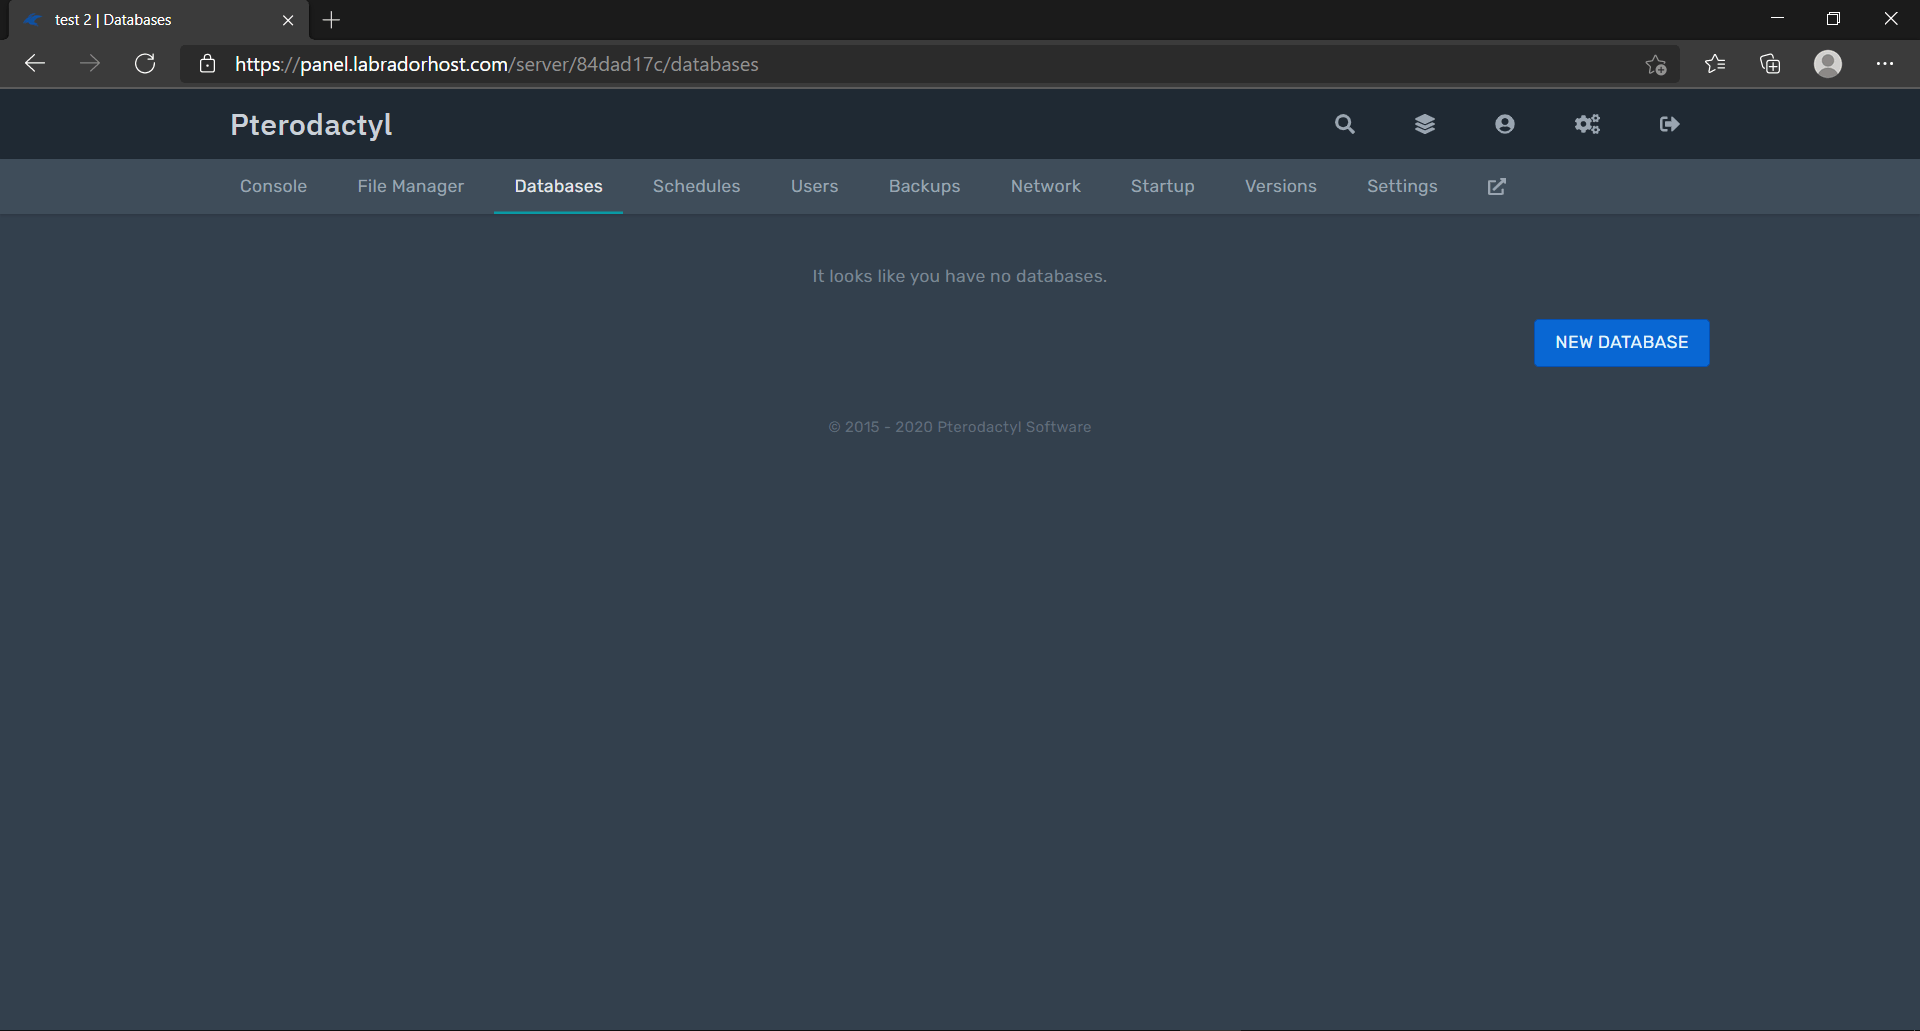 test 2 | Databases
https://panel.labradorhost.com/server/84dad17c/databases
Pterodactyl
Console File Manager Databases Schedules Users Backups Network Startup Versions Settings
It looks like you have no databases.
NEW DATABASE
© 2015 - 2020 Pterodactyl Software